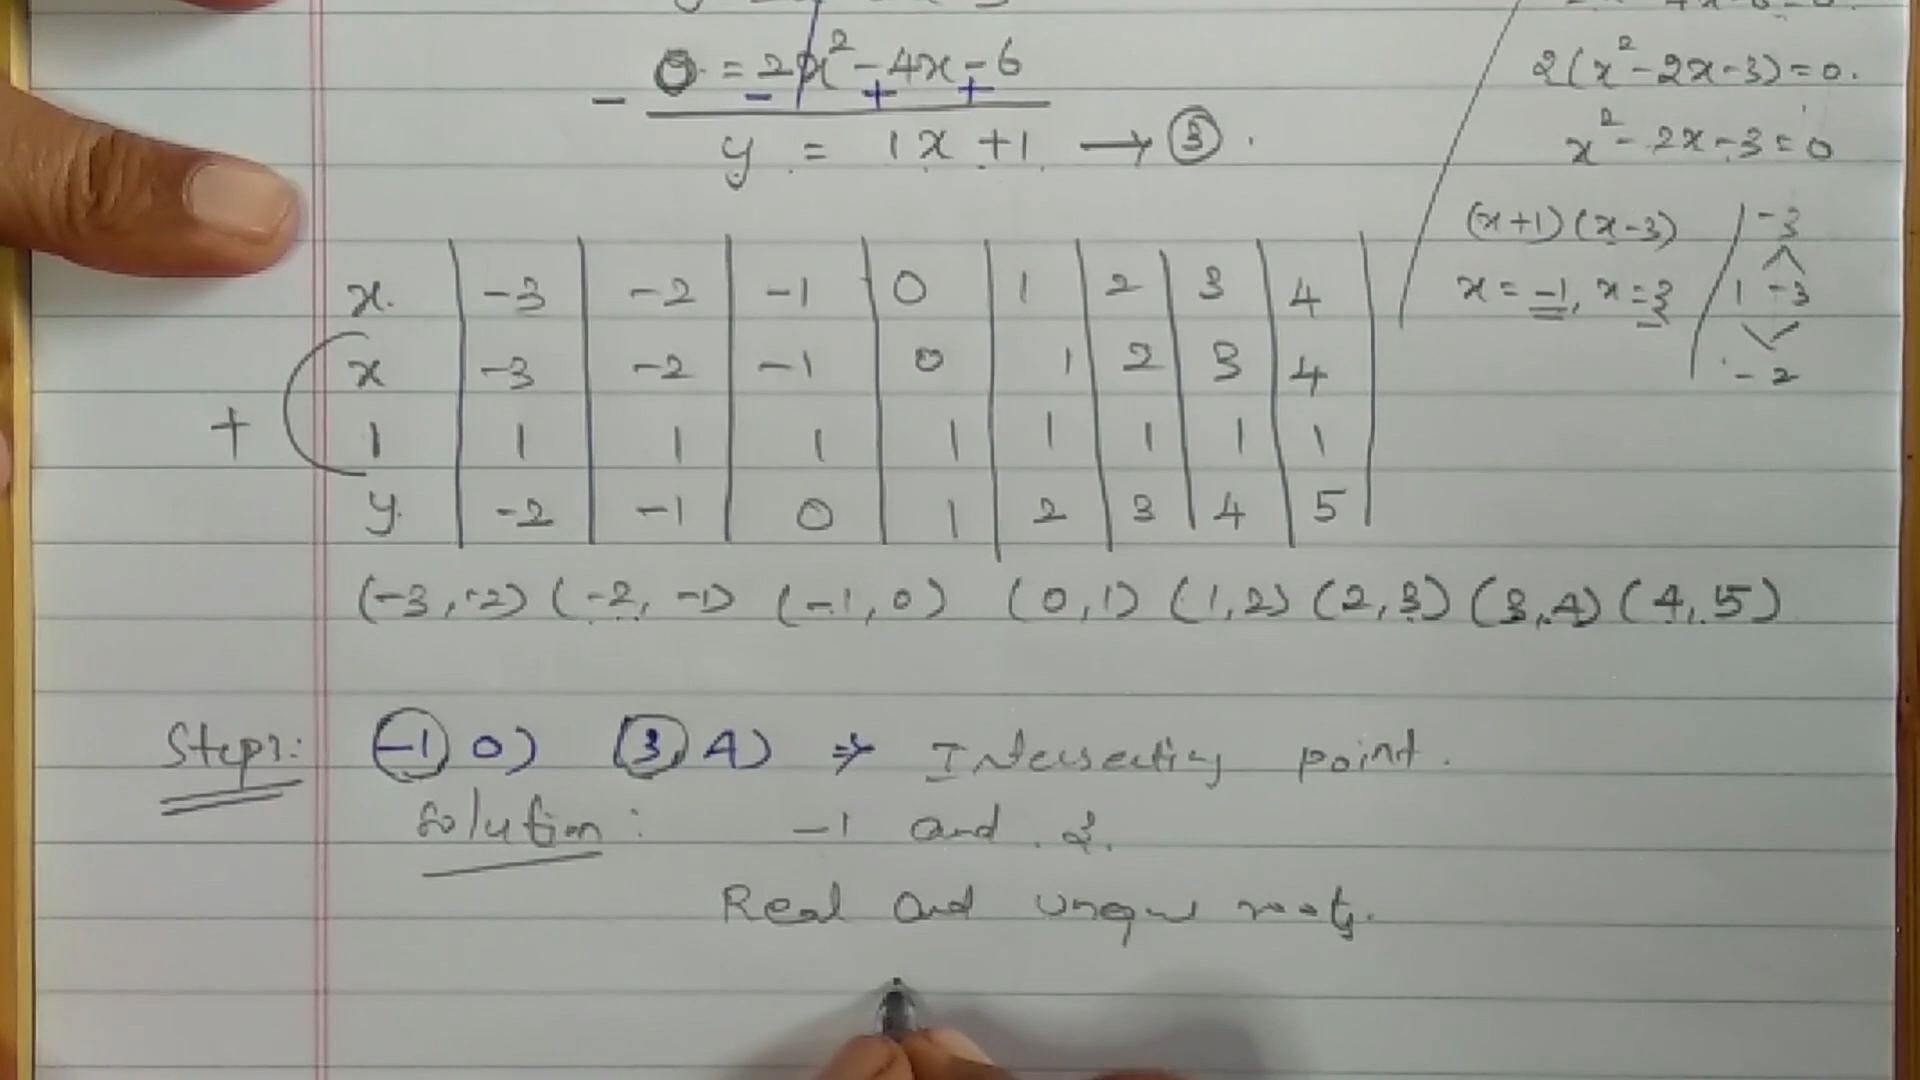 0 = 2x² - 4x - 6
- - + +
y = 1x + 1 → ③.
2(x² - 2x - 3) = 0.
x² - 2x - 3 = 0
(x+1)(x-3)
x = -1, x = 3
-3
1 -3
-2
x. -3 -2 -1 0 1 2 3 4
x -3 -2 -1 0 1 2 3 4
+ 1 1 1 1 1 1 1 1 1
y -2 -1 0 1 2 3 4 5
(-3,-2) (-2,-1) (-1,0) (0,1) (1,2) (2,3) (3,4) (4,5)
(-1) 0) (3, 4) ⇒ Intersecting point.
Solution: -1 and
Real and roots.